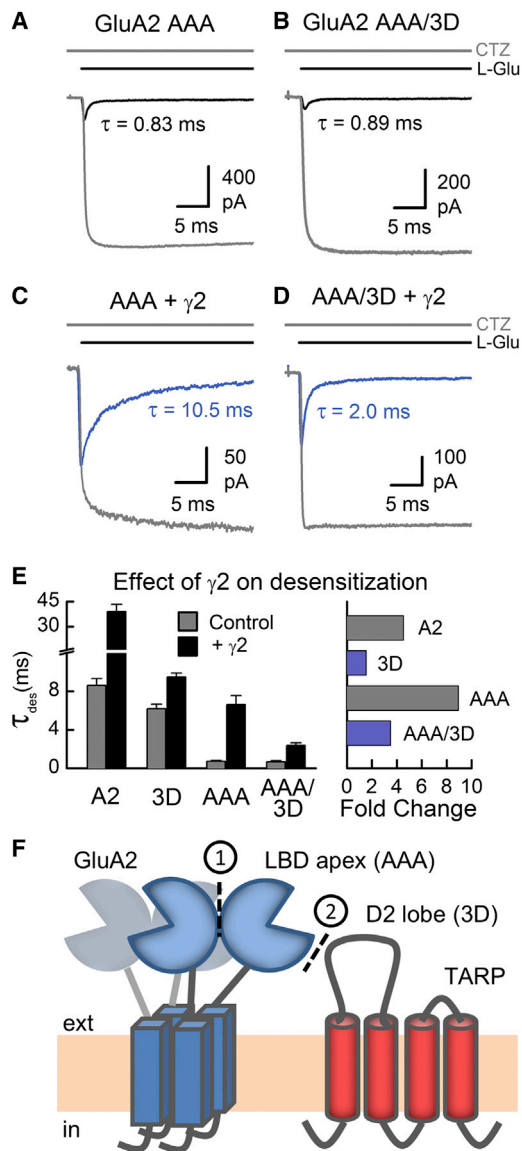 A
GluA2 AAA
B
GluA2 AAA/3D
CTZ
L-Glu
τ = 0.83 ms
τ = 0.89 ms
400
pA
5 ms
200
pA
5 ms
C
AAA + γ2
D
AAA/3D + γ2
CTZ
L-Glu
τ = 10.5 ms
τ = 2.0 ms
50
pA
5 ms
100
pA
5 ms
E
Effect of γ2 on desensitization
45
30
8
4
0
τdes (ms)
Control
+ γ2
A2
3D
AAA
AAA/
3D
A2
3D
AAA
AAA/3D
0 2 4 6 8 10
Fold Change
F
GluA2
1
LBD apex (AAA)
2
D2 lobe (3D)
TARP
ext
in